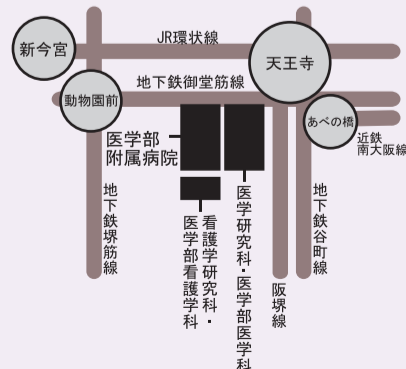 JR環状線
新今宮
天王寺
地下鉄御堂筋線
動物園前
あべの橋
近鉄
南大阪線
医学部
附属病院
地下鉄堺筋線
医学部看護学科
看護学研究科・
医学研究科・医学部医学科
阪堺線
地下鉄谷町線